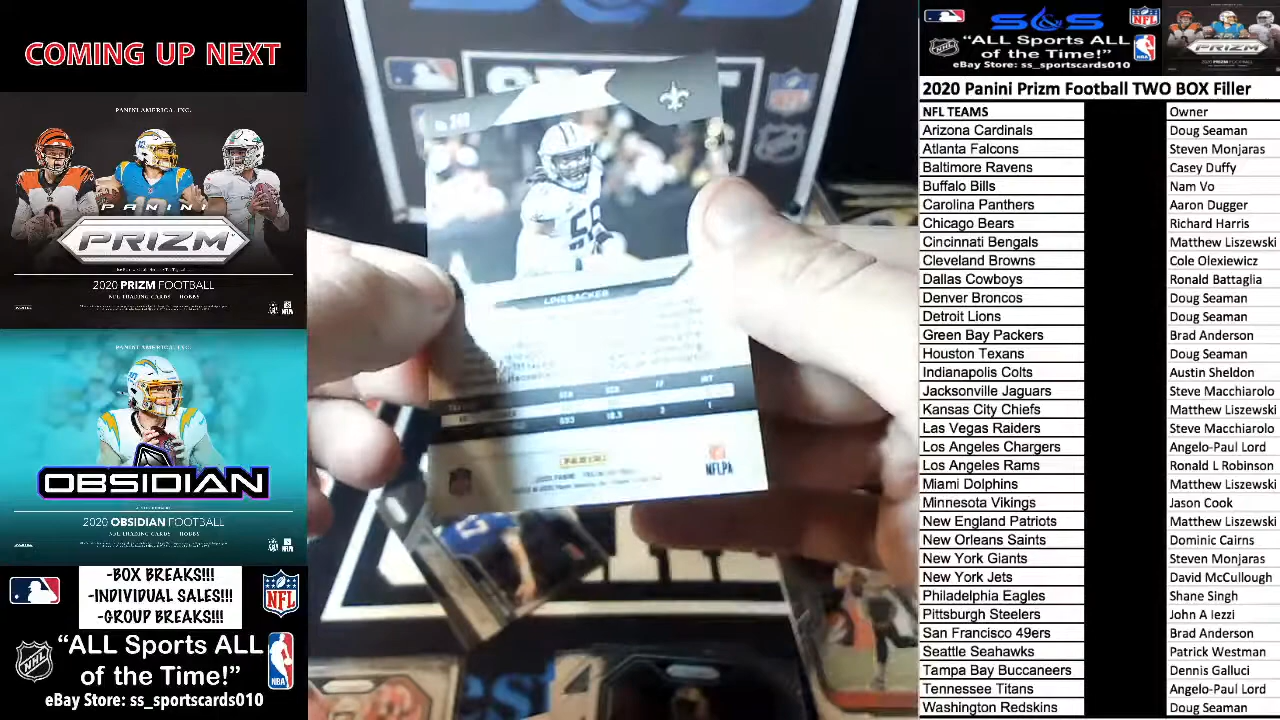 COMING UP NEXT
PANINI AMERICA, INC.
PANINI
PRIZM
2020 PRIZM FOOTBALL
NFL TRADING CARDS - HOBBY
PANINI AMERICA, INC.
OBSIDIAN
2020 OBSIDIAN FOOTBALL
-BOX BREAKS!!!
-INDIVIDUAL SALES!!!
-GROUP BREAKS!!!
"ALL Sports ALL
of the Time!"
eBay Store: ss_sportscards010
LINEBACKER
PANINI
NFLPA
S&S
"ALL Sports ALL
of the Time!"
eBay Store: ss_sportscards010
PRIZM
2020 Panini Prizm Football TWO BOX Filler
NFL TEAMS Owner
Arizona Cardinals Doug Seaman
Atlanta Falcons Steven Monjaras
Baltimore Ravens Casey Duffy
Buffalo Bills Nam Vo
Carolina Panthers Aaron Dugger
Chicago Bears Richard Harris
Cincinnati Bengals Matthew Liszewski
Cleveland Browns Cole Olexiewicz
Dallas Cowboys Ronald Battaglia
Denver Broncos Doug Seaman
Detroit Lions Doug Seaman
Green Bay Packers Brad Anderson
Houston Texans Doug Seaman
Indianapolis Colts Austin Sheldon
Jacksonville Jaguars Steve Macchiarolo
Kansas City Chiefs Matthew Liszewski
Las Vegas Raiders Steve Macchiarolo
Los Angeles Chargers Angelo-Paul Lord
Los Angeles Rams Ronald L Robinson
Miami Dolphins Matthew Liszewski
Minnesota Vikings Jason Cook
New England Patriots Matthew Liszewski
New Orleans Saints Dominic Cairns
New York Giants Steven Monjaras
New York Jets David McCullough
Philadelphia Eagles Shane Singh
Pittsburgh Steelers John A Iezzi
San Francisco 49ers Brad Anderson
Seattle Seahawks Patrick Westman
Tampa Bay Buccaneers Dennis Galluci
Tennessee Titans Angelo-Paul Lord
Washington Redskins Doug Seaman